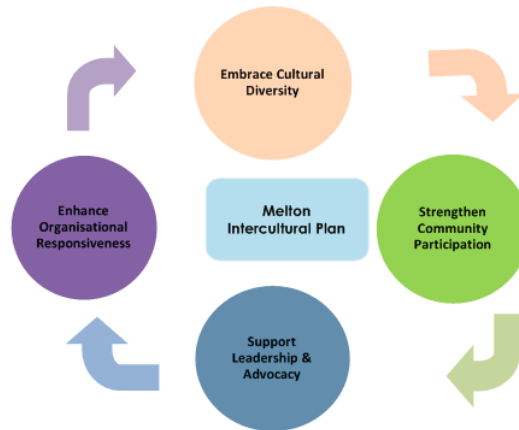 Embrace Cultural
Diversity
Enhance
Organisational
Responsiveness
Melton
Intercultural Plan
Strengthen
Community
Participation
Support
Leadership &
Advocacy